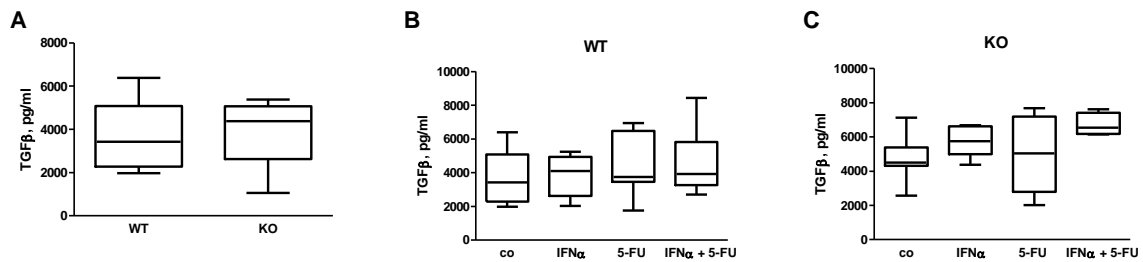 A
TGFβ, pg/ml
8000
6000
4000
2000
0
WT
KO
B
WT
TGFβ, pg/ml
10000
8000
6000
4000
2000
0
co
IFNα
5-FU
IFNα + 5-FU
C
KO
TGFβ, pg/ml
10000
8000
6000
4000
2000
0
co
IFNα
5-FU
IFNα + 5-FU